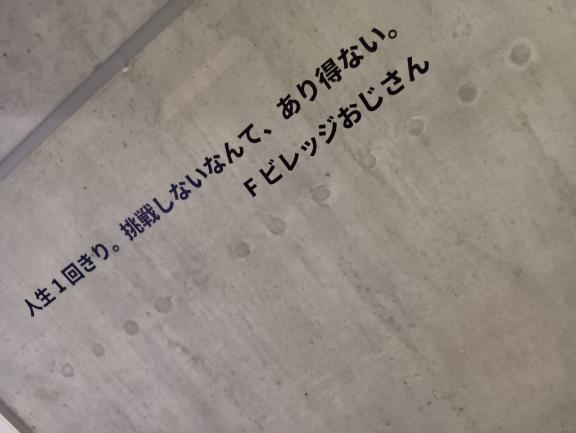 人生1回きり。挑戦しないなんて、あり得ない。
Fビレッジおじさん